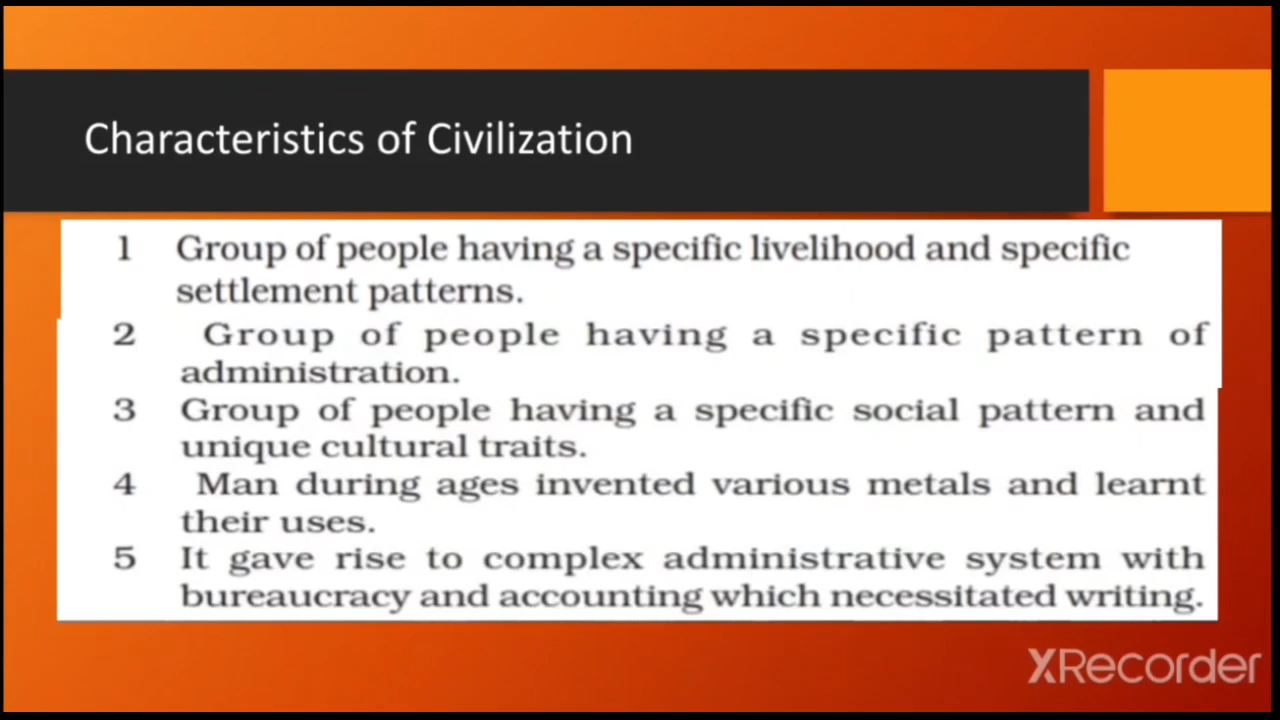 Characteristics of Civilization
1 Group of people having a specific livelihood and specific
settlement patterns.
2 Group of people having a specific pattern of
administration.
3 Group of people having a specific social pattern and
unique cultural traits.
4 Man during ages invented various metals and learnt
their uses.
5 It gave rise to complex administrative system with
bureaucracy and accounting which necessitated writing.
XRecorder